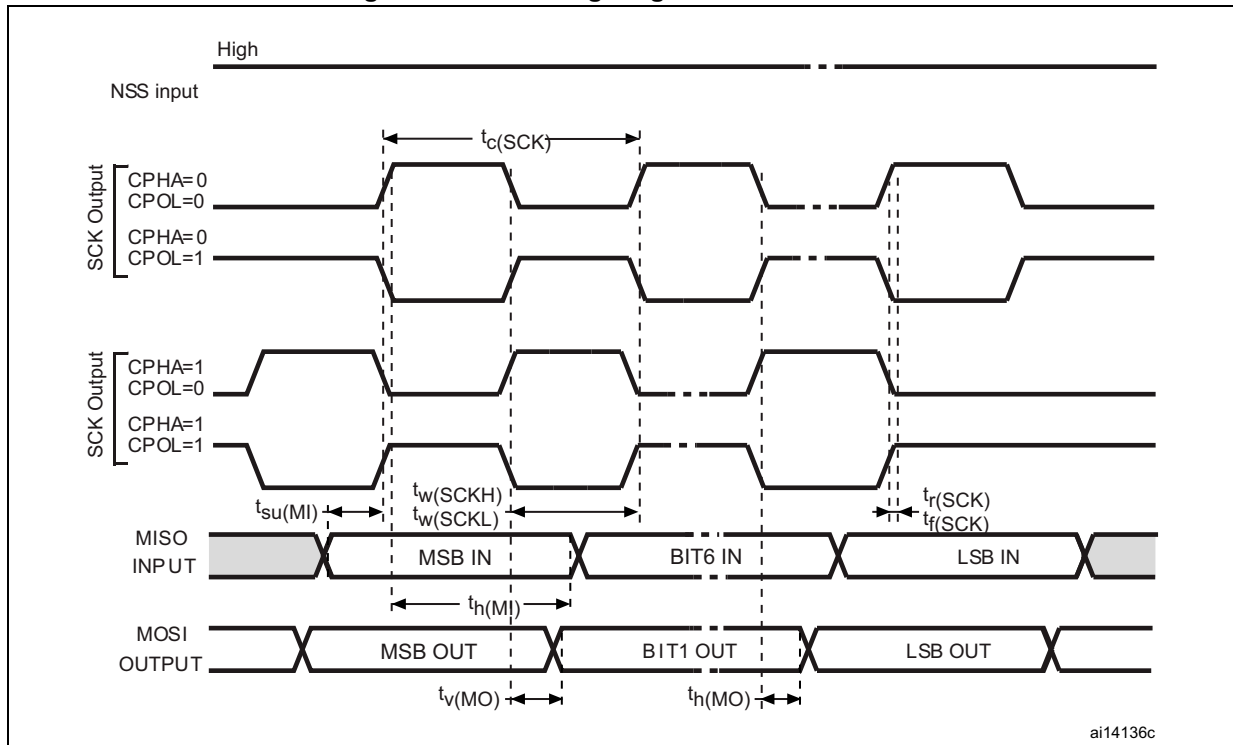 High
NSS input
tc(SCK)
SCK Output
CPHA=0
CPOL=0
CPHA=0
CPOL=1
SCK Output
CPHA=1
CPOL=0
CPHA=1
CPOL=1
tsu(MI)
tw(SCKH)
tw(SCKL)
tr(SCK)
tf(SCK)
MISO
INPUT
MSB IN
BIT6 IN
LSB IN
th(MI)
MOSI
OUTPUT
MSB OUT
BIT1 OUT
LSB OUT
tv(MO)
th(MO)
ai14136c